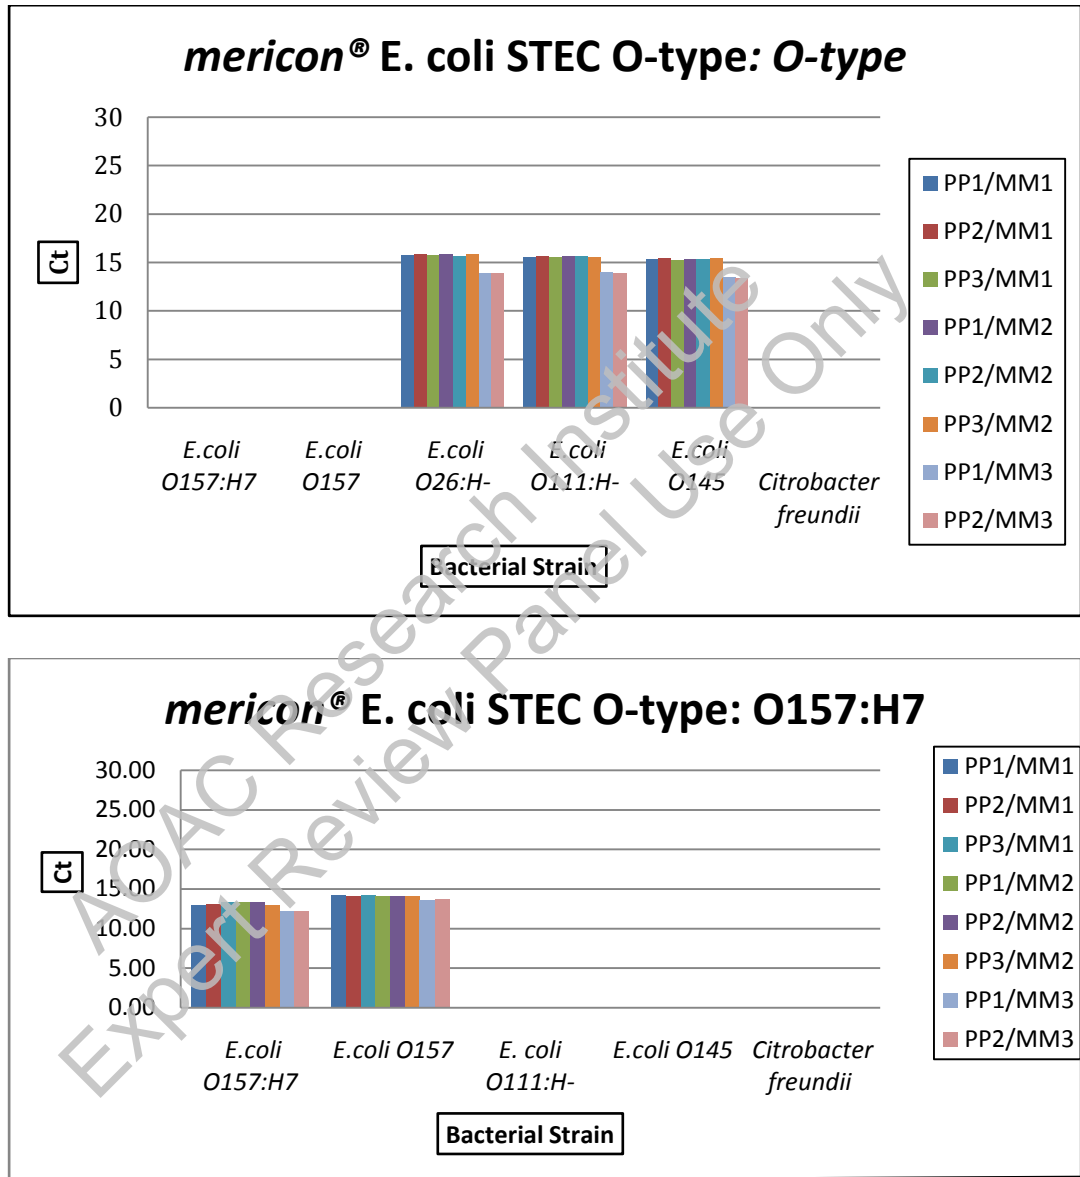 mericon® E. coli STEC O-type: O-type
30
25
20
15
10
5
0
Ct
E.coli
O157:H7
E.coli
O157
E.coli
O26:H-
E.coli
O111:H-
E.coli
O145
Citrobacter
freundii
Bacterial Strain
PP1/MM1
PP2/MM1
PP3/MM1
PP1/MM2
PP2/MM2
PP3/MM2
PP1/MM3
PP2/MM3
mericon® E. coli STEC O-type: O157:H7
30.00
25.00
20.00
15.00
10.00
5.00
0.00
Ct
E.coli
O157:H7
E.coli O157
E. coli
O111:H-
E.coli O145
Citrobacter
freundii
Bacterial Strain
PP1/MM1
PP2/MM1
PP3/MM1
PP1/MM2
PP2/MM2
PP3/MM2
PP1/MM3
PP2/MM3
AOAC Research Institute
Expert Review Panel Use Only